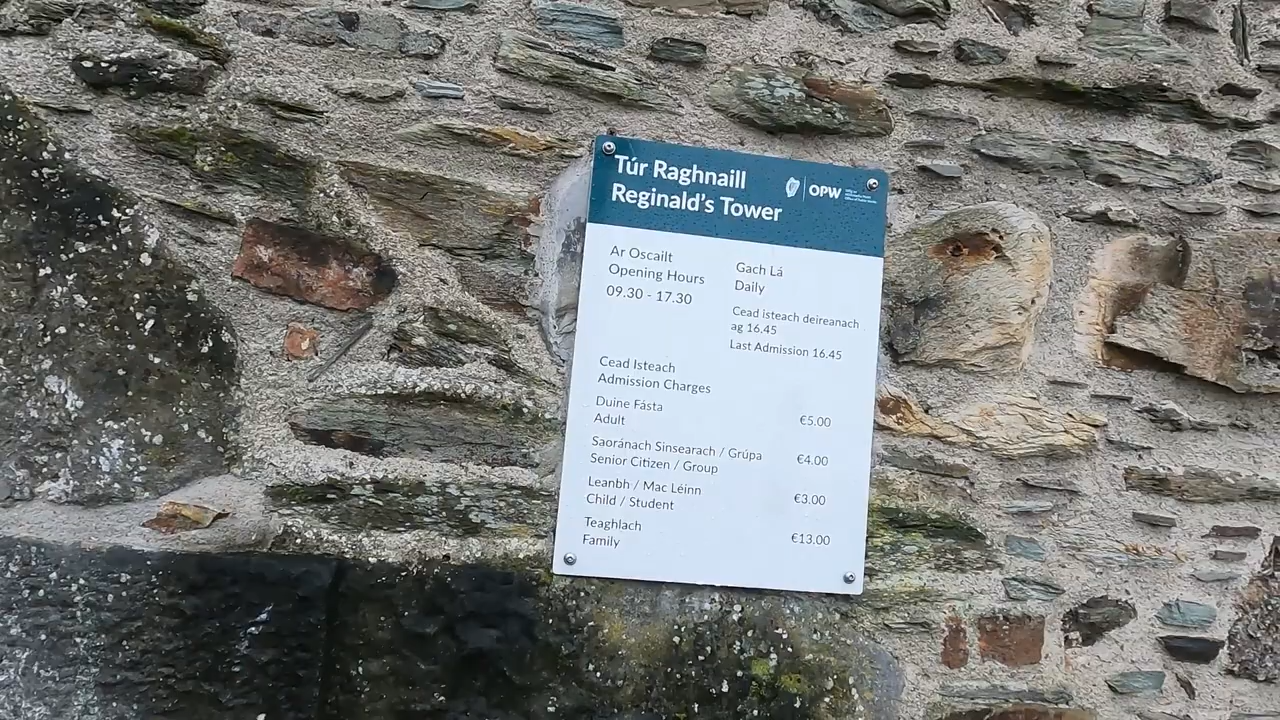 Túr Raghnaill
Reginald's Tower
OPW
Ar Oscailt
Opening Hours
09.30 - 17.30
Gach Lá
Daily
Cead isteach deireanach
ag 16.45
Last Admission 16.45
Cead Isteach
Admission Charges
Duine Fásta
Adult
€5.00
Saoránach Sinsearach / Grúpa
Senior Citizen / Group
€4.00
Leanbh / Mac Léinn
Child / Student
€3.00
Teaghlach
Family
€13.00